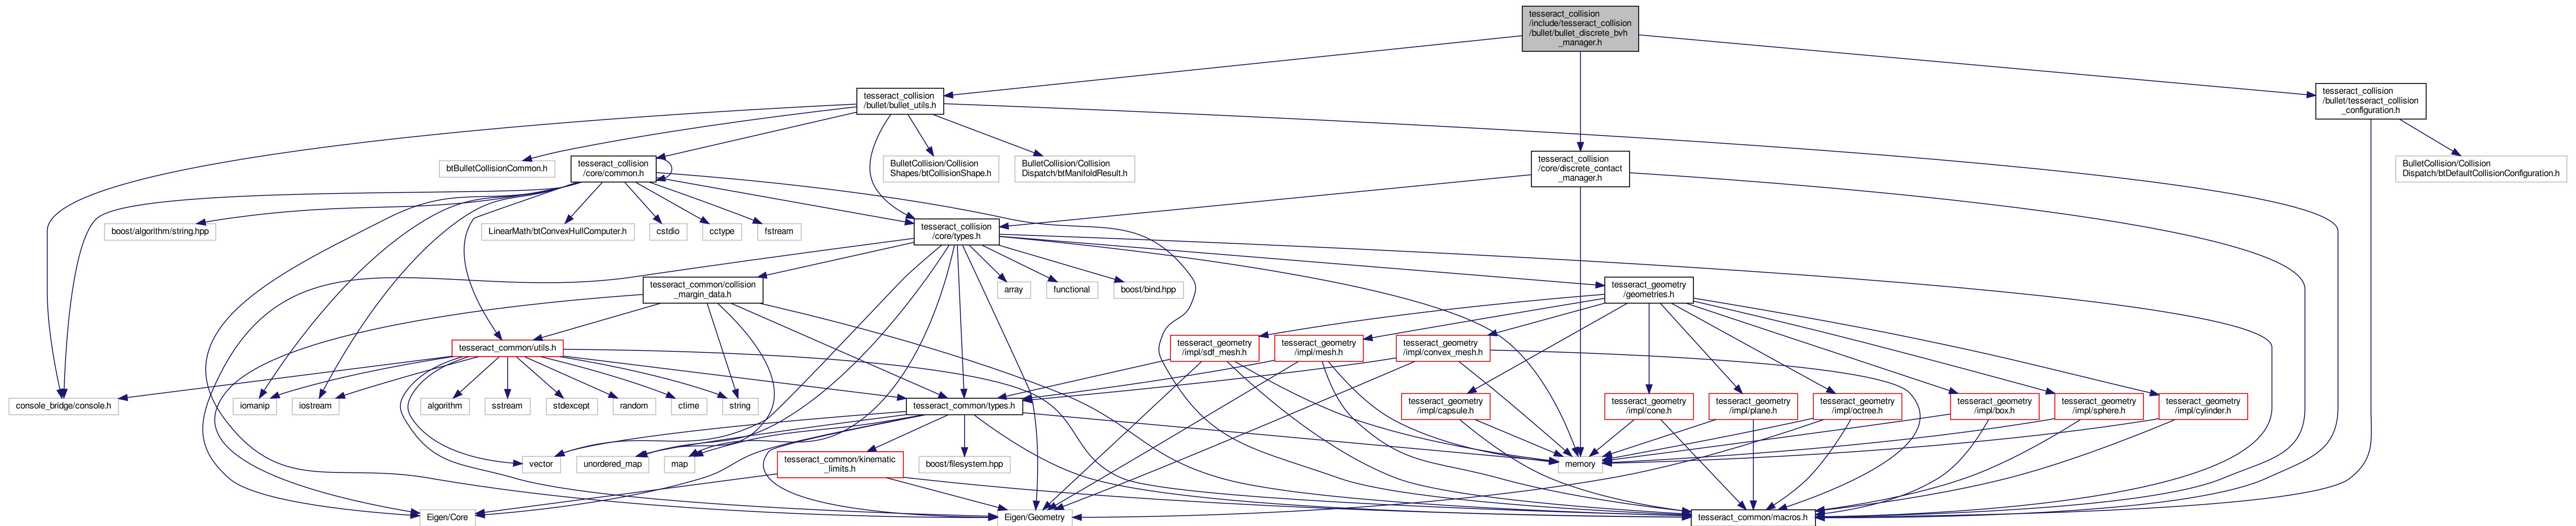 tesseract_collision
/include/tesseract_collision
/bullet/bullet_discrete_bvh
_manager.h
tesseract_collision
/bullet/bullet_utils.h
tesseract_collision
/bullet/tesseract_collision
_configuration.h
btBulletCollisionCommon.h
tesseract_collision
/core/common.h
BulletCollision/Collision
Shapes/btCollisionShape.h
BulletCollision/Collision
Dispatch/btManifoldResult.h
tesseract_collision
/core/discrete_contact
_manager.h
BulletCollision/Collision
Dispatch/btDefaultCollisionConfiguration.h
boost/algorithm/string.hpp
LinearMath/btConvexHullComputer.h
cstdio
cctype
fstream
tesseract_collision
/core/types.h
tesseract_common/collision
_margin_data.h
array
functional
boost/bind.hpp
tesseract_geometry
/geometries.h
tesseract_common/utils.h
tesseract_geometry
/impl/sdf_mesh.h
tesseract_geometry
/impl/mesh.h
tesseract_geometry
/impl/convex_mesh.h
console_bridge/console.h
iomanip
iostream
algorithm
sstream
stdexcept
random
ctime
string
tesseract_common/types.h
tesseract_geometry
/impl/capsule.h
tesseract_geometry
/impl/cone.h
tesseract_geometry
/impl/plane.h
tesseract_geometry
/impl/octree.h
tesseract_geometry
/impl/box.h
tesseract_geometry
/impl/sphere.h
tesseract_geometry
/impl/cylinder.h
vector
unordered_map
map
tesseract_common/kinematic
_limits.h
boost/filesystem.hpp
memory
Eigen/Core
Eigen/Geometry
tesseract_common/macros.h